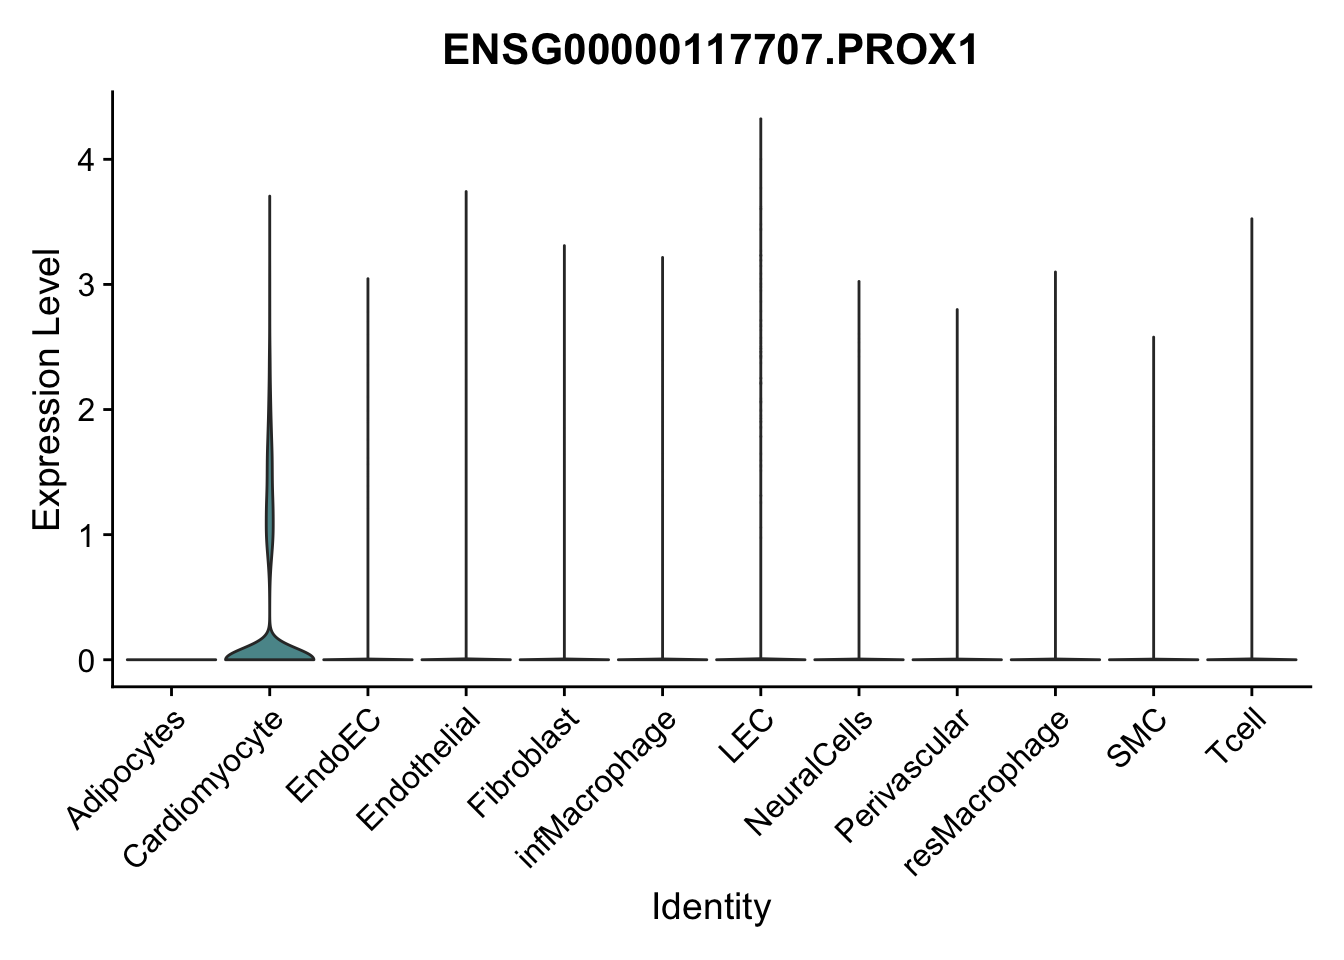 ENSG00000117707.PROX1
Expression Level
4
3
2
1
0
Adipocytes
Cardiomyocyte
EndoEC
Endothelial
Fibroblast
infMacrophage
LEC
NeuralCells
Perivascular
resMacrophage
SMC
Tcell
Identity